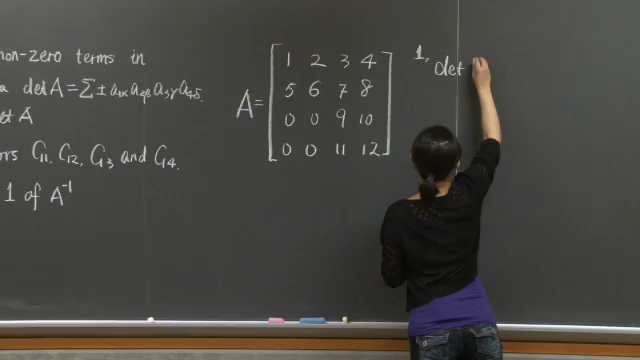 non-zero terms in
a det A = Σ ± a₁α a₂β a₃γ a₄δ.
et A
ors C₁₁, C₁₂, C₁₃ and C₁₄.
1 of A⁻¹
A =
1 2 3 4
5 6 7 8
0 0 9 10
0 0 11 12
1, det